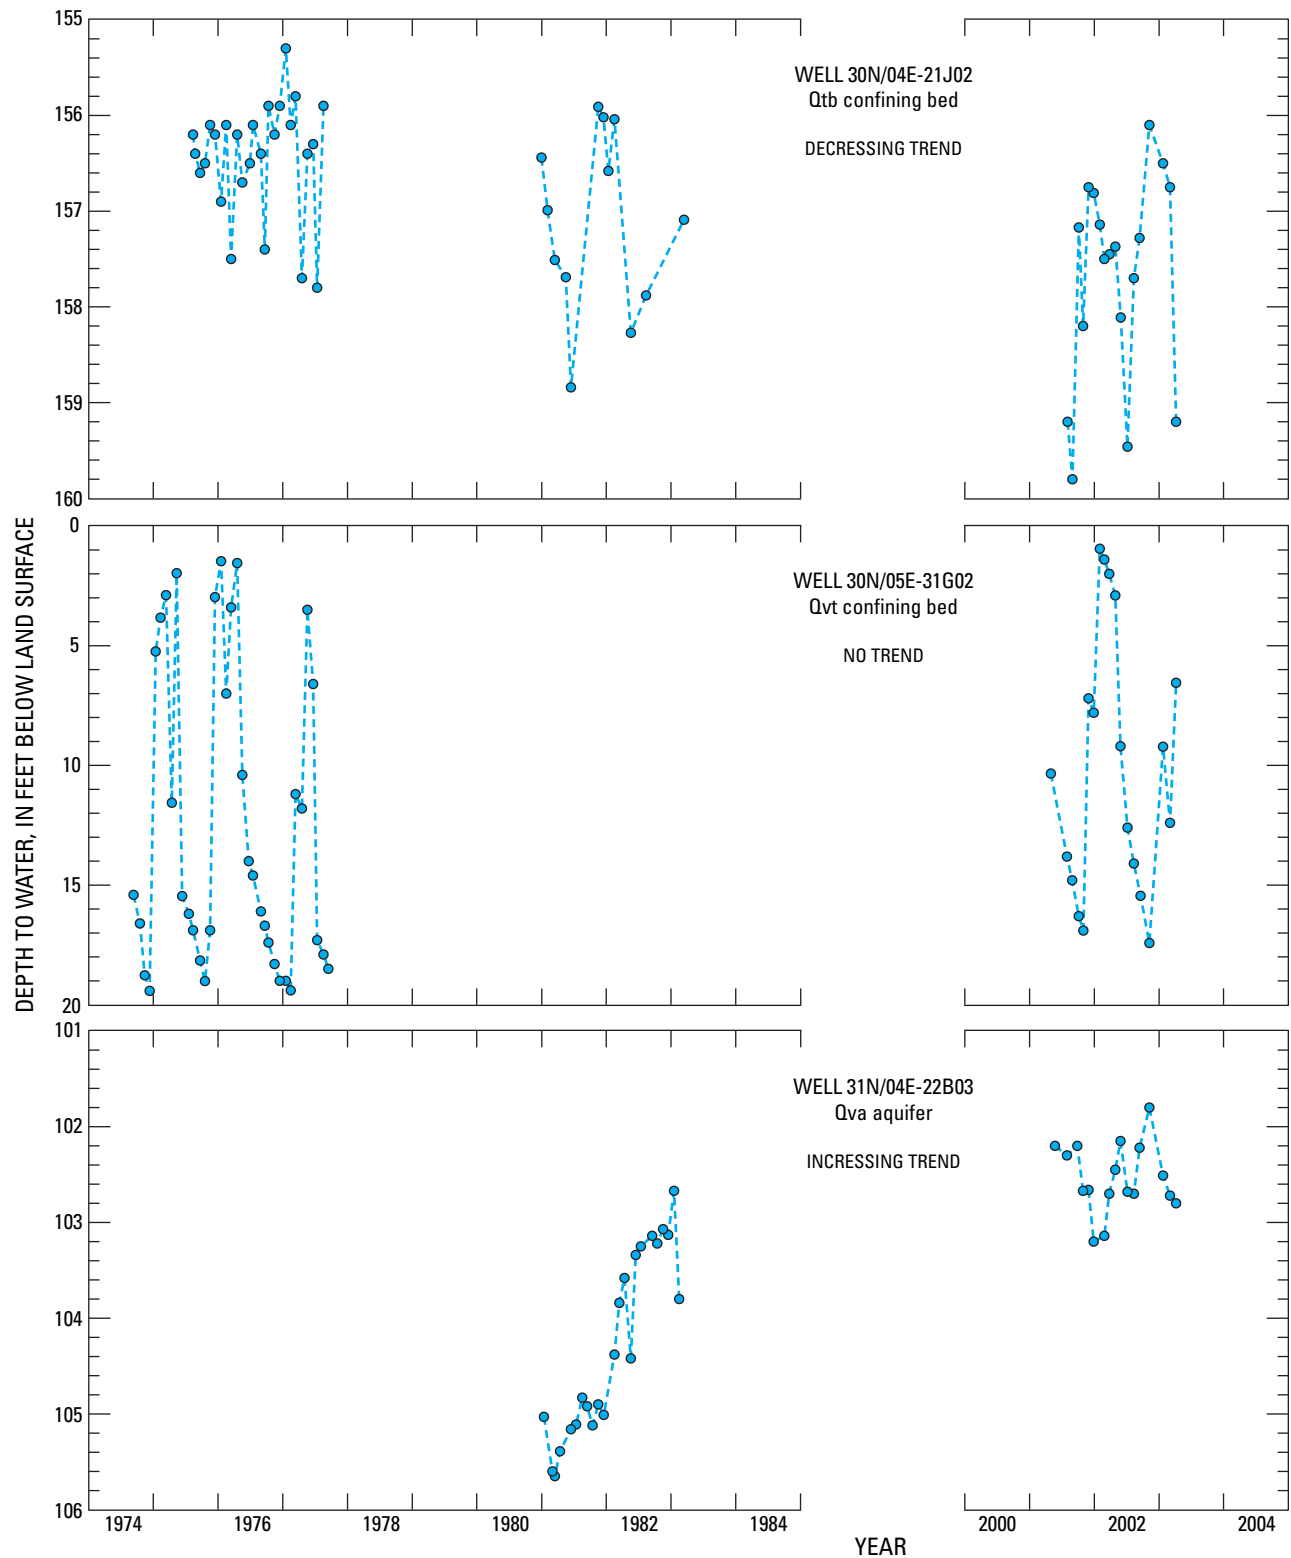 155
156
157
158
159
160
WELL 30N/04E-21J02
Qtb confining bed
DECRESSING TREND
DEPTH TO WATER, IN FEET BELOW LAND SURFACE
0
5
10
15
20
WELL 30N/05E-31G02
Qvt confining bed
NO TREND
101
102
103
104
105
106
WELL 31N/04E-22B03
Qva aquifer
INCRESSING TREND
1974 1976 1978 1980 1982 1984 2000 2002 2004
YEAR